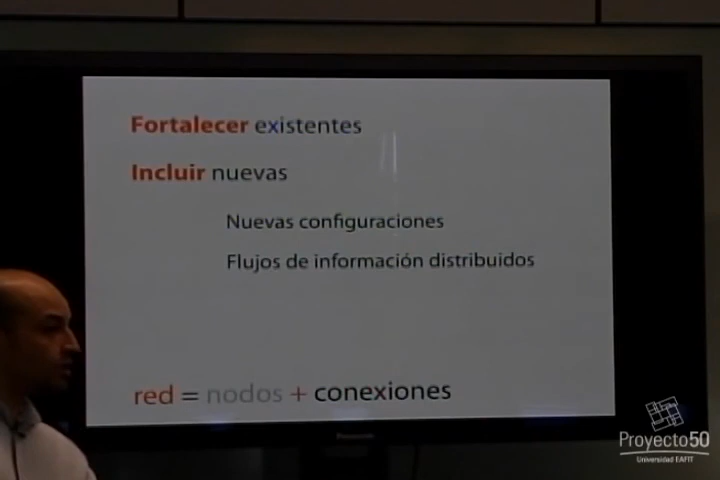 Fortalecer existentes
Incluir nuevas
Nuevas configuraciones
Flujos de información distribuidos
red = nodos + conexiones
Proyecto50
Universidad EAFIT